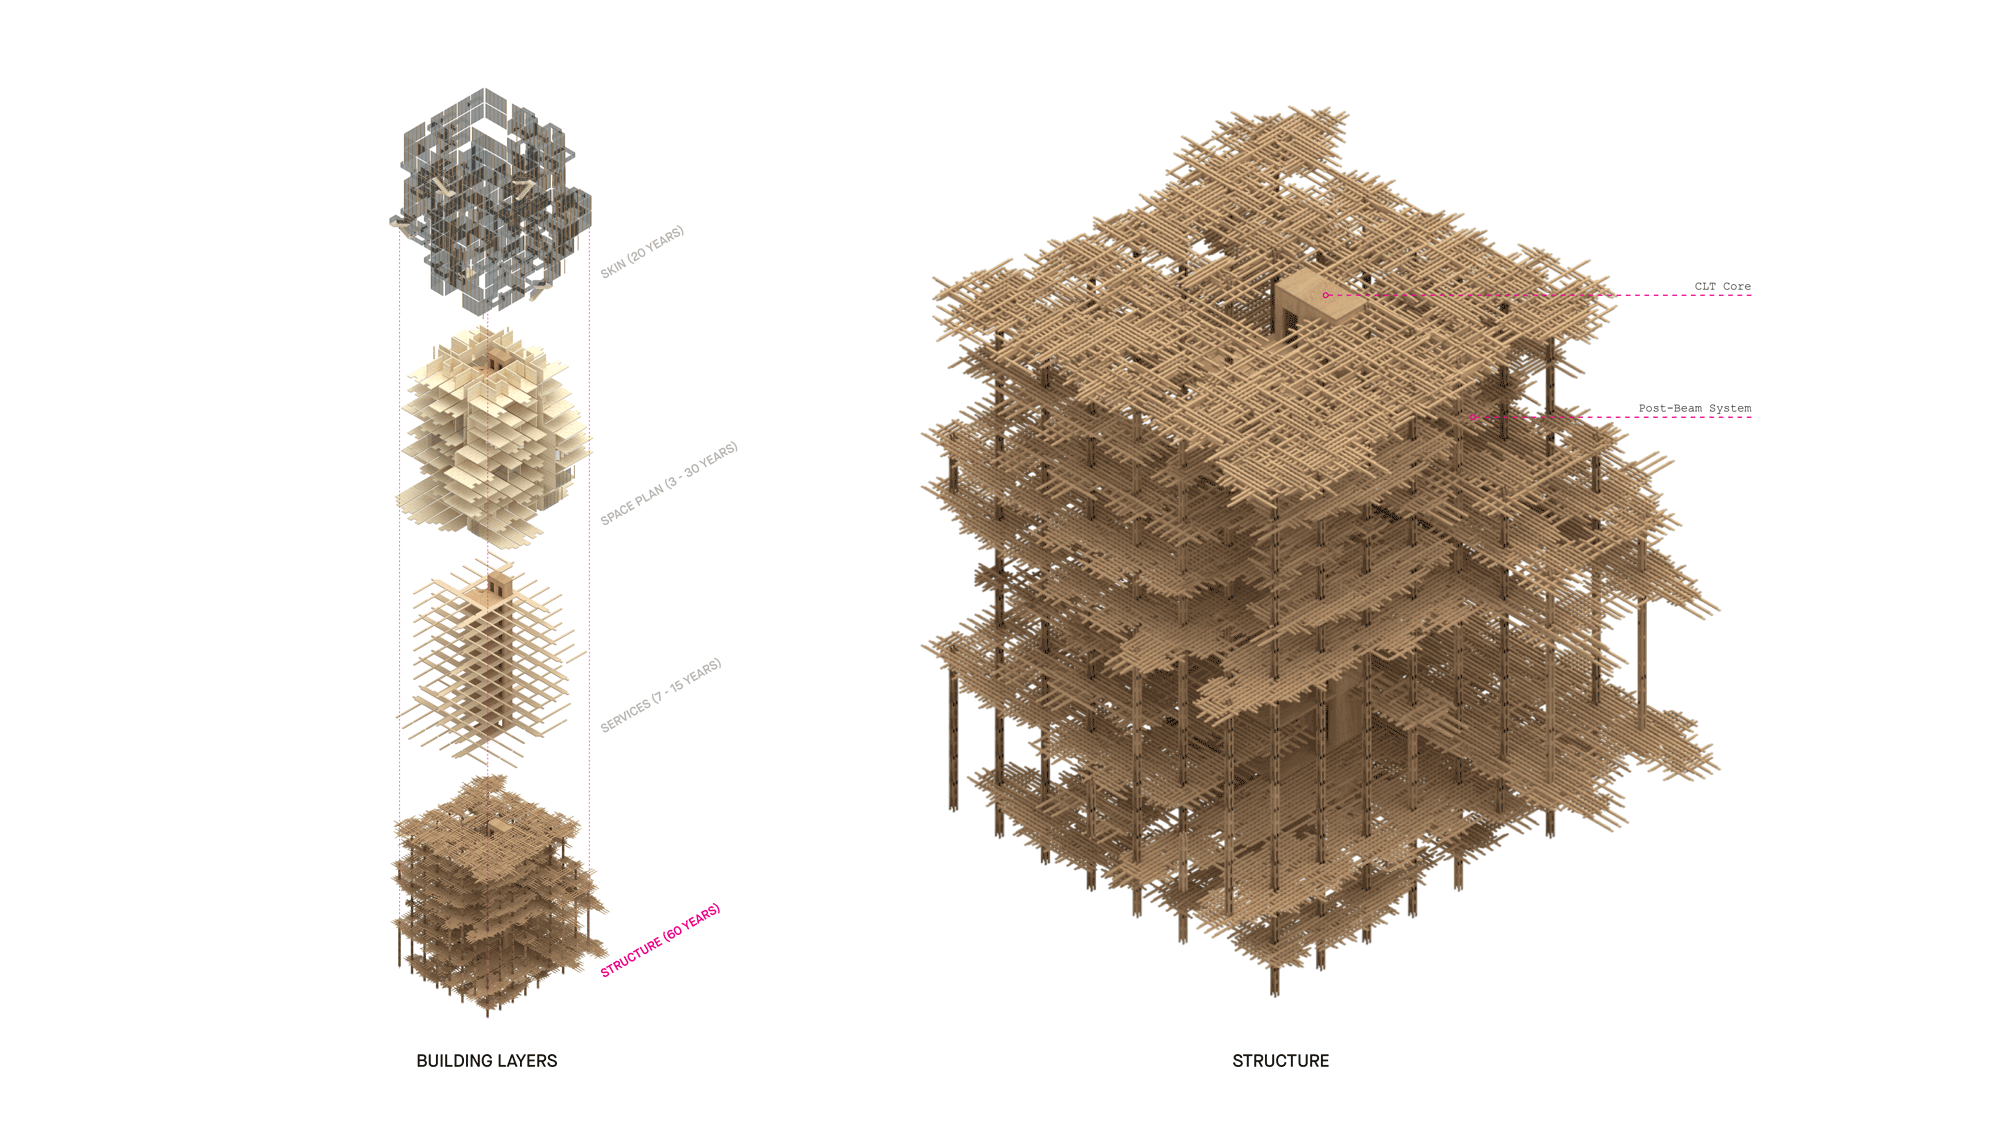 SKIN (20 YEARS)
SPACE PLAN (3 - 30 YEARS)
SERVICES (7 - 15 YEARS)
STRUCTURE (60 YEARS)
BUILDING LAYERS
CLT Core
Post-Beam System
STRUCTURE